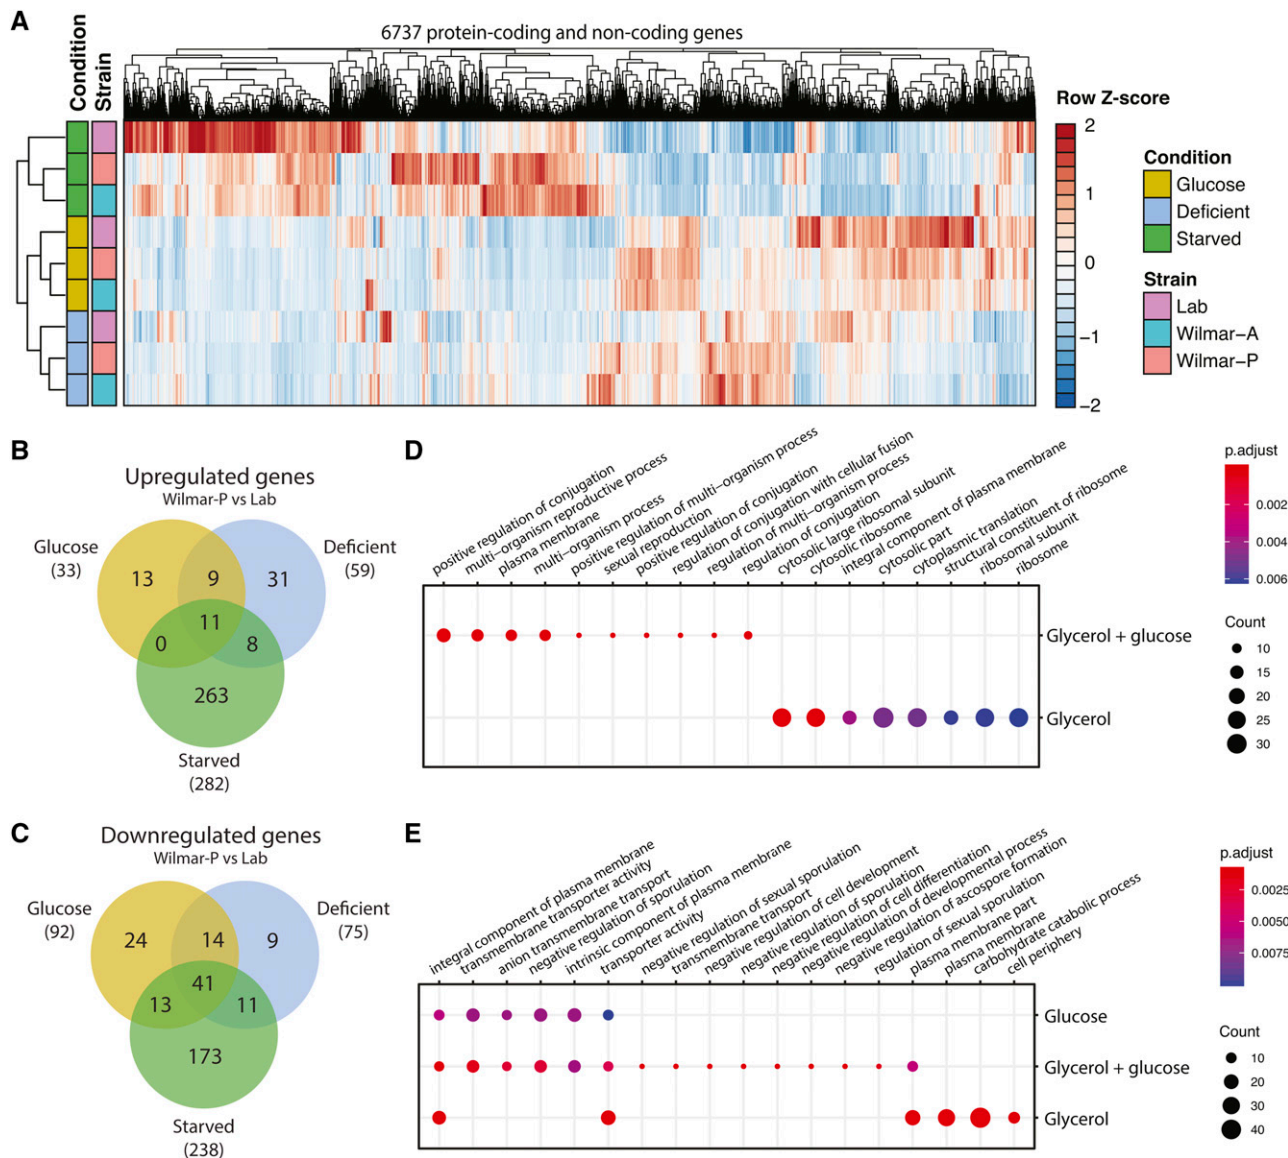 A
6737 protein-coding and non-coding genes
Condition
Strain
Row Z-score
2
1
0
−1
−2
Condition
Glucose
Deficient
Starved
Strain
Lab
Wilmar−A
Wilmar−P
B
Upregulated genes
Wilmar-P vs Lab
Glucose
(33)
Deficient
(59)
13
9
31
11
0
8
263
Starved
(282)
D
positive regulation of conjugation
multi−organism reproductive process
plasma membrane
multi−organism process
positive regulation of multi−organism process
sexual reproduction
positive regulation of conjugation
regulation of conjugation with cellular fusion
regulation of multi−organism process
regulation of conjugation
cytosolic large ribosomal subunit
cytosolic ribosome
integral component of plasma membrane
cytosolic part
cytoplasmic translation
structural constituent of ribosome
ribosomal subunit
ribosome
Glycerol + glucose
Glycerol
p.adjust
0.002
0.004
0.006
Count
10
15
20
25
30
C
Downregulated genes
Wilmar-P vs Lab
Glucose
(92)
Deficient
(75)
24
14
9
41
13
11
173
Starved
(238)
E
integral component of plasma membrane
transmembrane transporter activity
anion transmembrane transport
negative regulation of sporulation
intrinsic component of plasma membrane
transporter activity
negative regulation of sexual sporulation
transmembrane transport
negative regulation of cell development
negative regulation of sporulation
negative regulation of cell differentiation
negative regulation of developmental process
negative regulation of ascospore formation
regulation of sexual sporulation
plasma membrane part
plasma membrane
carbohydrate catabolic process
cell periphery
Glucose
Glycerol + glucose
Glycerol
p.adjust
0.0025
0.0050
0.0075
Count
10
20
30
40